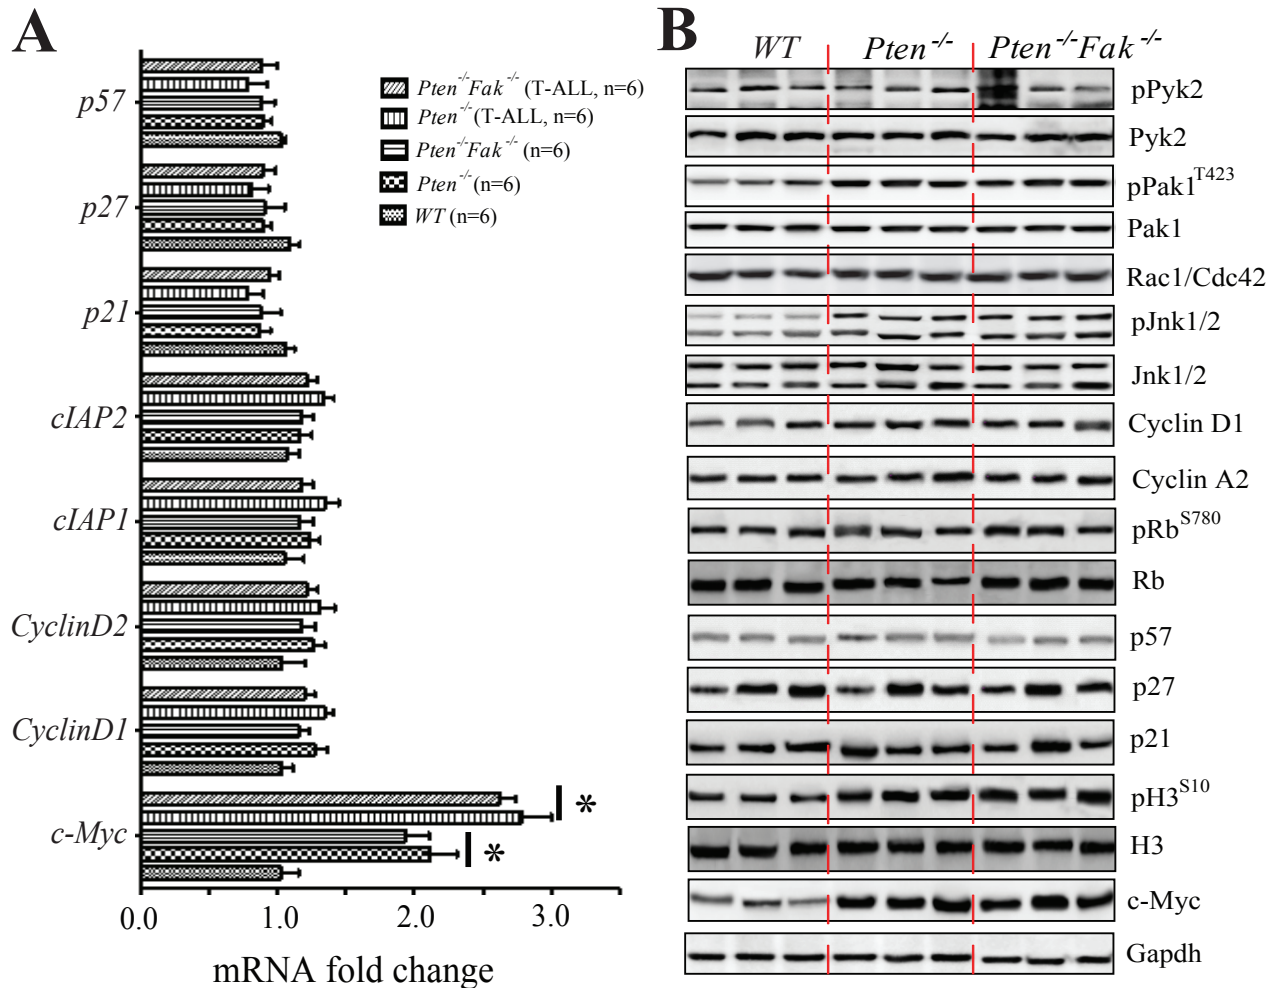 A
p57
p27
p21
cIAP2
cIAP1
CyclinD2
CyclinD1
c-Myc
Pten-/-Fak-/- (T-ALL, n=6)
Pten-/- (T-ALL, n=6)
Pten-/-Fak-/- (n=6)
Pten-/- (n=6)
WT (n=6)
*
*
0.0 1.0 2.0 3.0
mRNA fold change
B
WT Pten-/- Pten-/-Fak-/-
pPyk2
Pyk2
pPak1T423
Pak1
Rac1/Cdc42
pJnk1/2
Jnk1/2
Cyclin D1
Cyclin A2
pRbS780
Rb
p57
p27
p21
pH3S10
H3
c-Myc
Gapdh